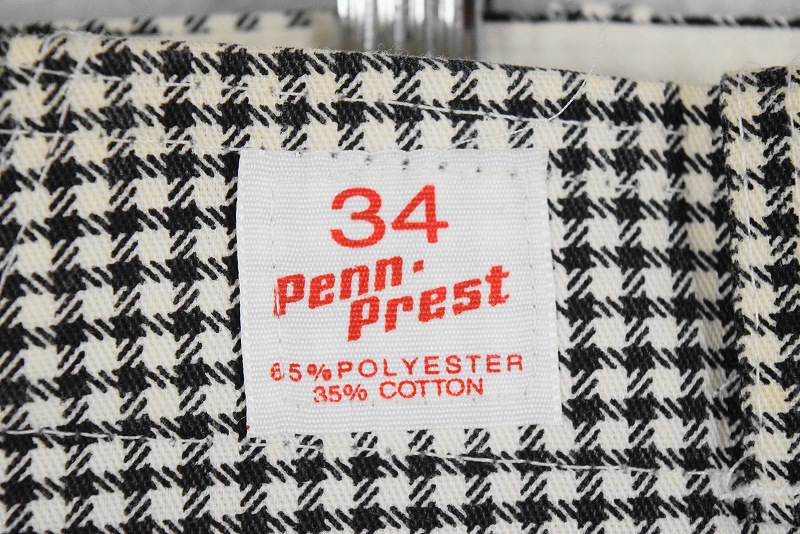 34
Penn.
Prest
65% POLYESTER
35% COTTON